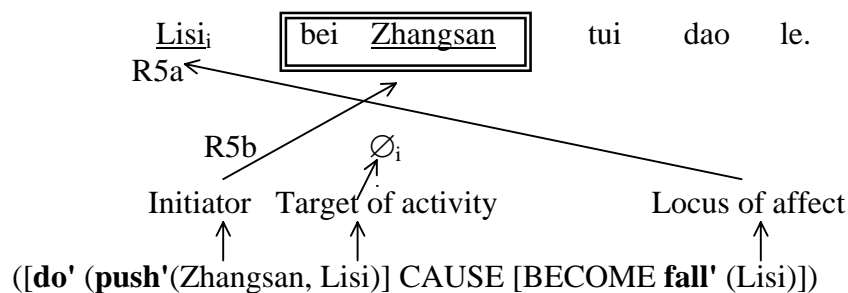 Lisiᵢ bei Zhangsan tui dao le.
R5a
R5b ∅ᵢ
Initiator Target of activity Locus of affect
([do' (push'(Zhangsan, Lisi)] CAUSE [BECOME fall' (Lisi)])